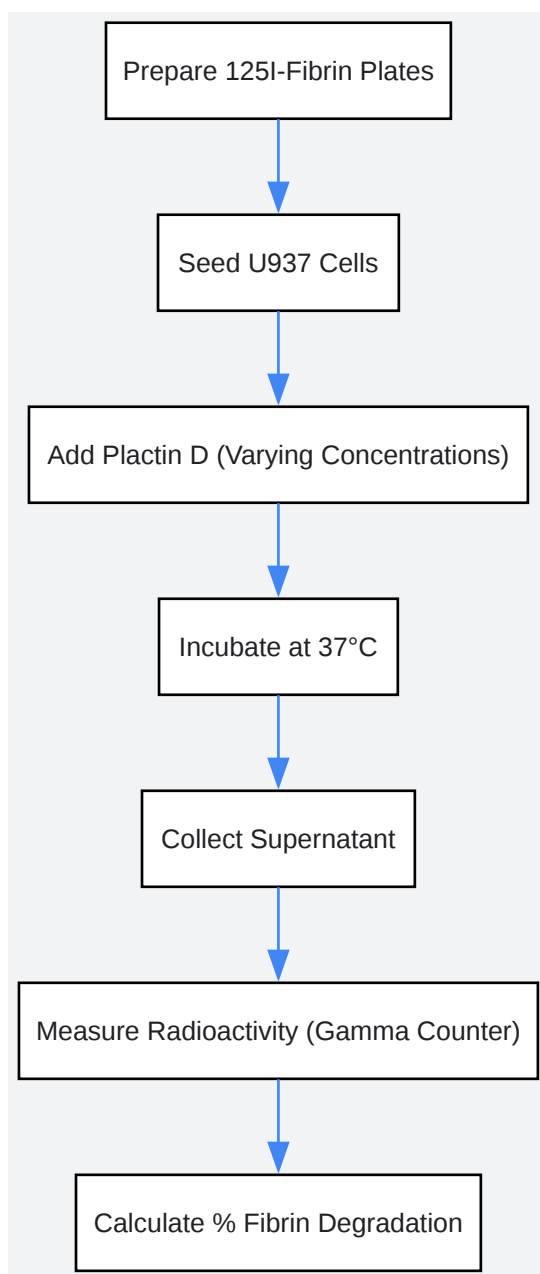 Prepare 125I-Fibrin Plates
Seed U937 Cells
Add Plactin D (Varying Concentrations)
Incubate at 37°C
Collect Supernatant
Measure Radioactivity (Gamma Counter)
Calculate % Fibrin Degradation